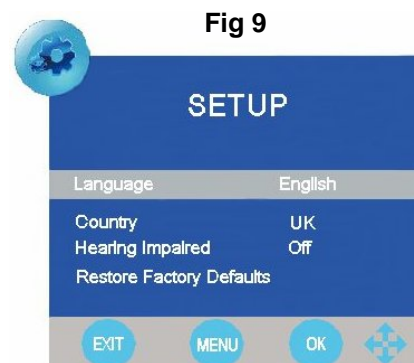 Fig 9
SETUP
Language English
Country UK
Hearing Impaired Off
Restore Factory Defaults
EXIT MENU OK